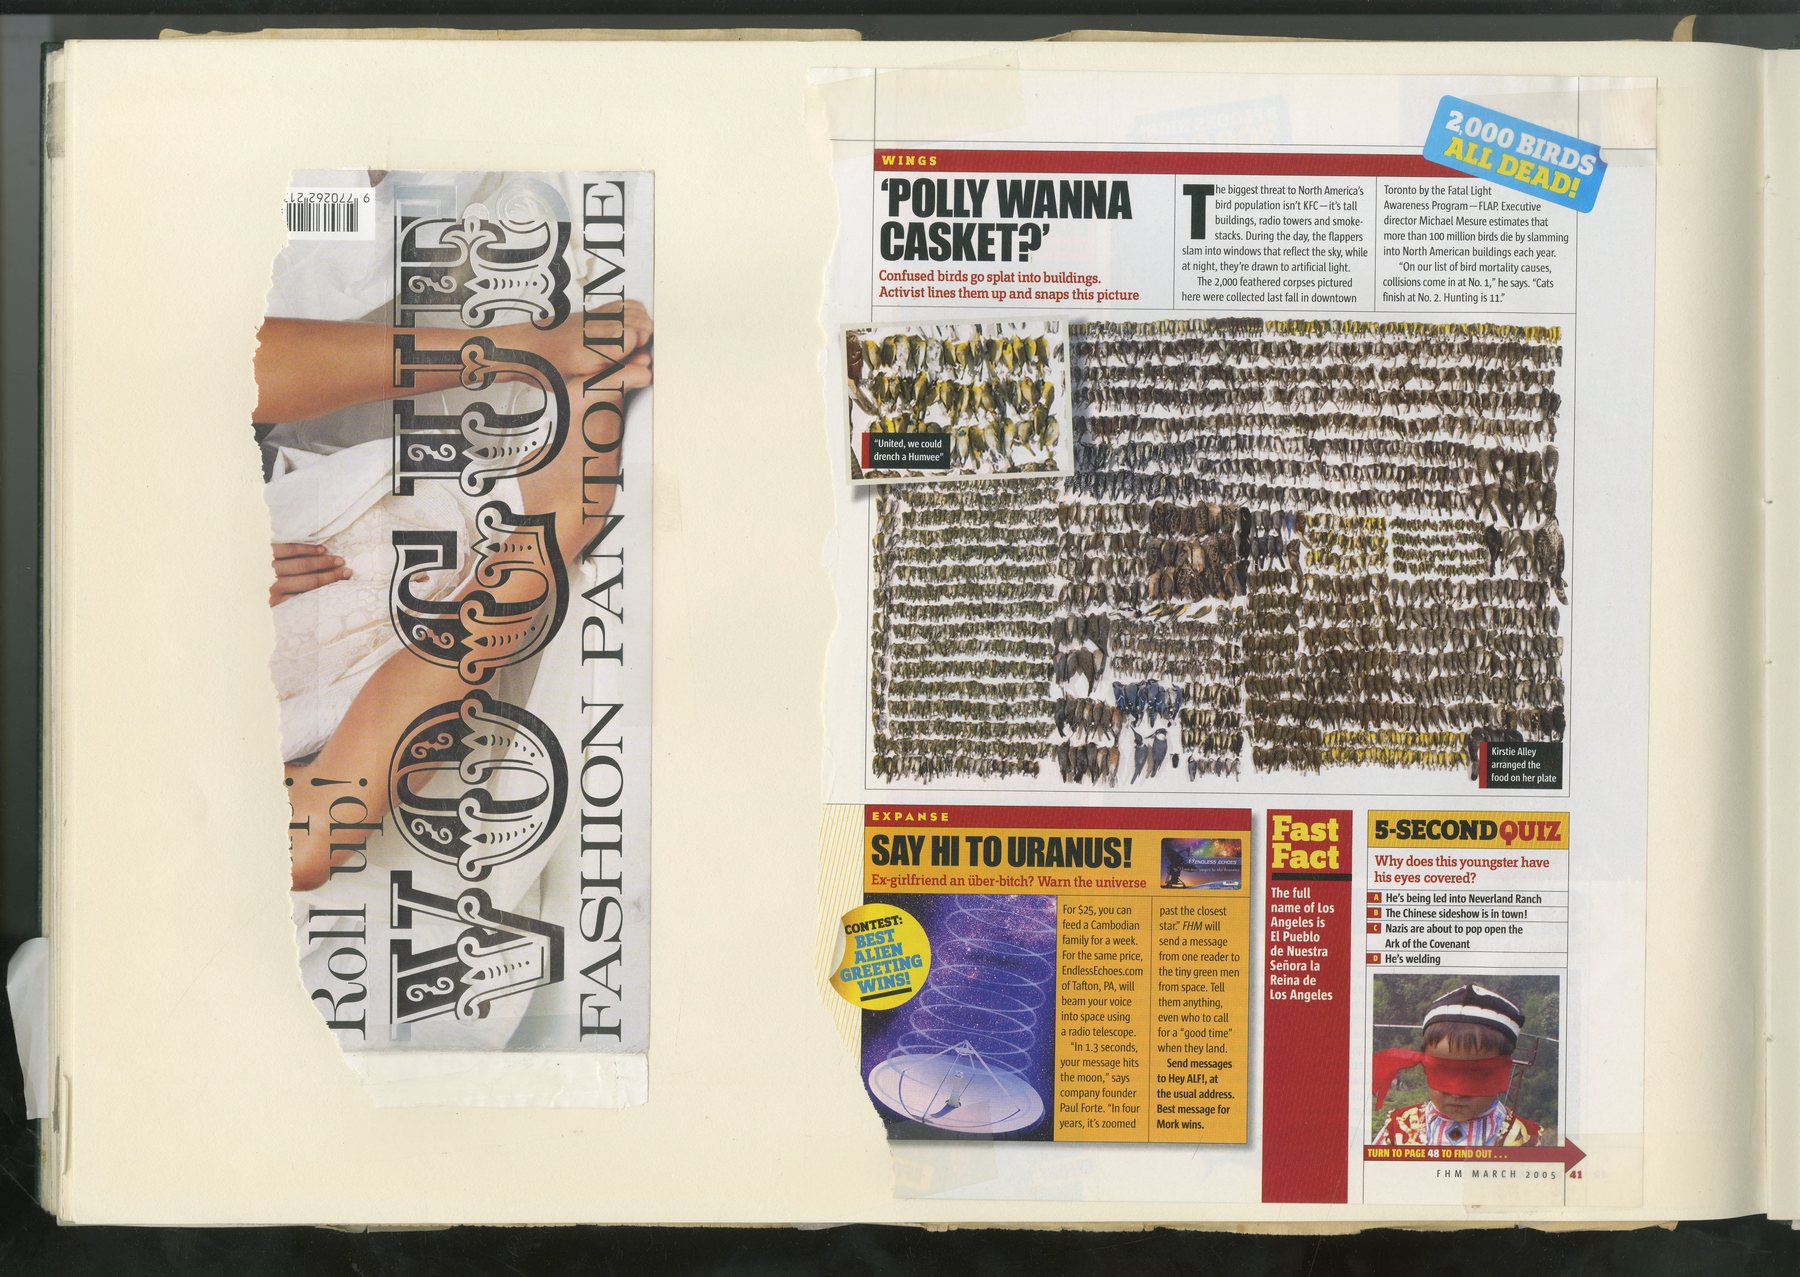 9 770262 21
VOGUE
FASHION PANTOMIME
Roll up!
2,000 BIRDS
ALL DEAD!
WINGS
‘POLLY WANNA
CASKET?’
Confused birds go splat into buildings.
Activist lines them up and snaps this picture
The biggest threat to North America’s
bird population isn’t KFC—it’s tall
buildings, radio towers and smoke-
stacks. During the day, the flappers
slam into windows that reflect the sky, while
at night, they’re drawn to artificial light.
The 2,000 feathered corpses pictured
here were collected last fall in downtown
Toronto by the Fatal Light
Awareness Program—FLAP. Executive
director Michael Mesure estimates that
more than 100 million birds die by slamming
into North American buildings each year.
“On our list of bird mortality causes,
collisions come in at No. 1,” he says. “Cats
finish at No. 2. Hunting is 11.”
“United, we could
drench a Humvee”
Kirstie Alley
arranged the
food on her plate
EXPANSE
SAY HI TO URANUS!
Ex-girlfriend an über-bitch? Warn the universe
ENDLESS ECHOES
CONTEST:
BEST
ALIEN
GREETING
WINS!
For $25, you can
feed a Cambodian
family for a week.
For the same price,
EndlessEchoes.com
of Tafton, PA, will
beam your voice
into space using
a radio telescope.
“In 1.3 seconds,
your message hits
the moon,” says
company founder
Paul Forte. “In four
years, it’s zoomed
past the closest
star.” FHM will
send a message
from one reader to
the tiny green men
from space. Tell
them anything,
even who to call
for a “good time”
when they land.
Send messages
to Hey ALF!, at
the usual address.
Best message for
Mork wins.
Fast
Fact
The full
name of Los
Angeles is
El Pueblo
de Nuestra
Señora la
Reina de
Los Angeles
5-SECOND QUIZ
Why does this youngster have
his eyes covered?
A He’s being led into Neverland Ranch
B The Chinese sideshow is in town!
C Nazis are about to pop open the
Ark of the Covenant
D He’s welding
TURN TO PAGE 48 TO FIND OUT . . .
FHM MARCH 2005 41